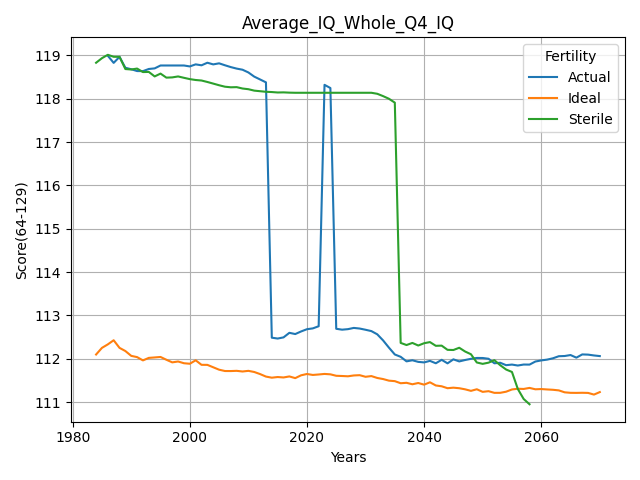 Average_IQ_Whole_Q4_IQ
Fertility
Actual
Ideal
Sterile
Score(64-129)
119
118
117
116
115
114
113
112
111
1980
2000
2020
2040
2060
Years